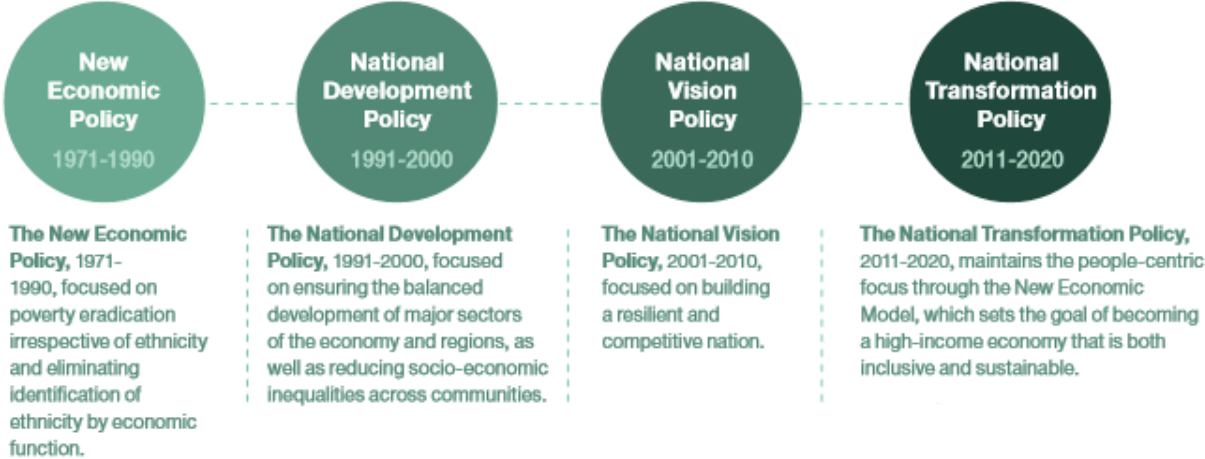 New
Economic
Policy
1971-1990
National
Development
Policy
1991-2000
National
Vision
Policy
2001-2010
National
Transformation
Policy
2011-2020
The New Economic
Policy, 1971-
1990, focused on
poverty eradication
irrespective of ethnicity
and eliminating
identification of
ethnicity by economic
function.
The National Development
Policy, 1991-2000, focused
on ensuring the balanced
development of major sectors
of the economy and regions, as
well as reducing socio-economic
inequalities across communities.
The National Vision
Policy, 2001-2010,
focused on building
a resilient and
competitive nation.
The National Transformation Policy,
2011-2020, maintains the people-centric
focus through the New Economic
Model, which sets the goal of becoming
a high-income economy that is both
inclusive and sustainable.